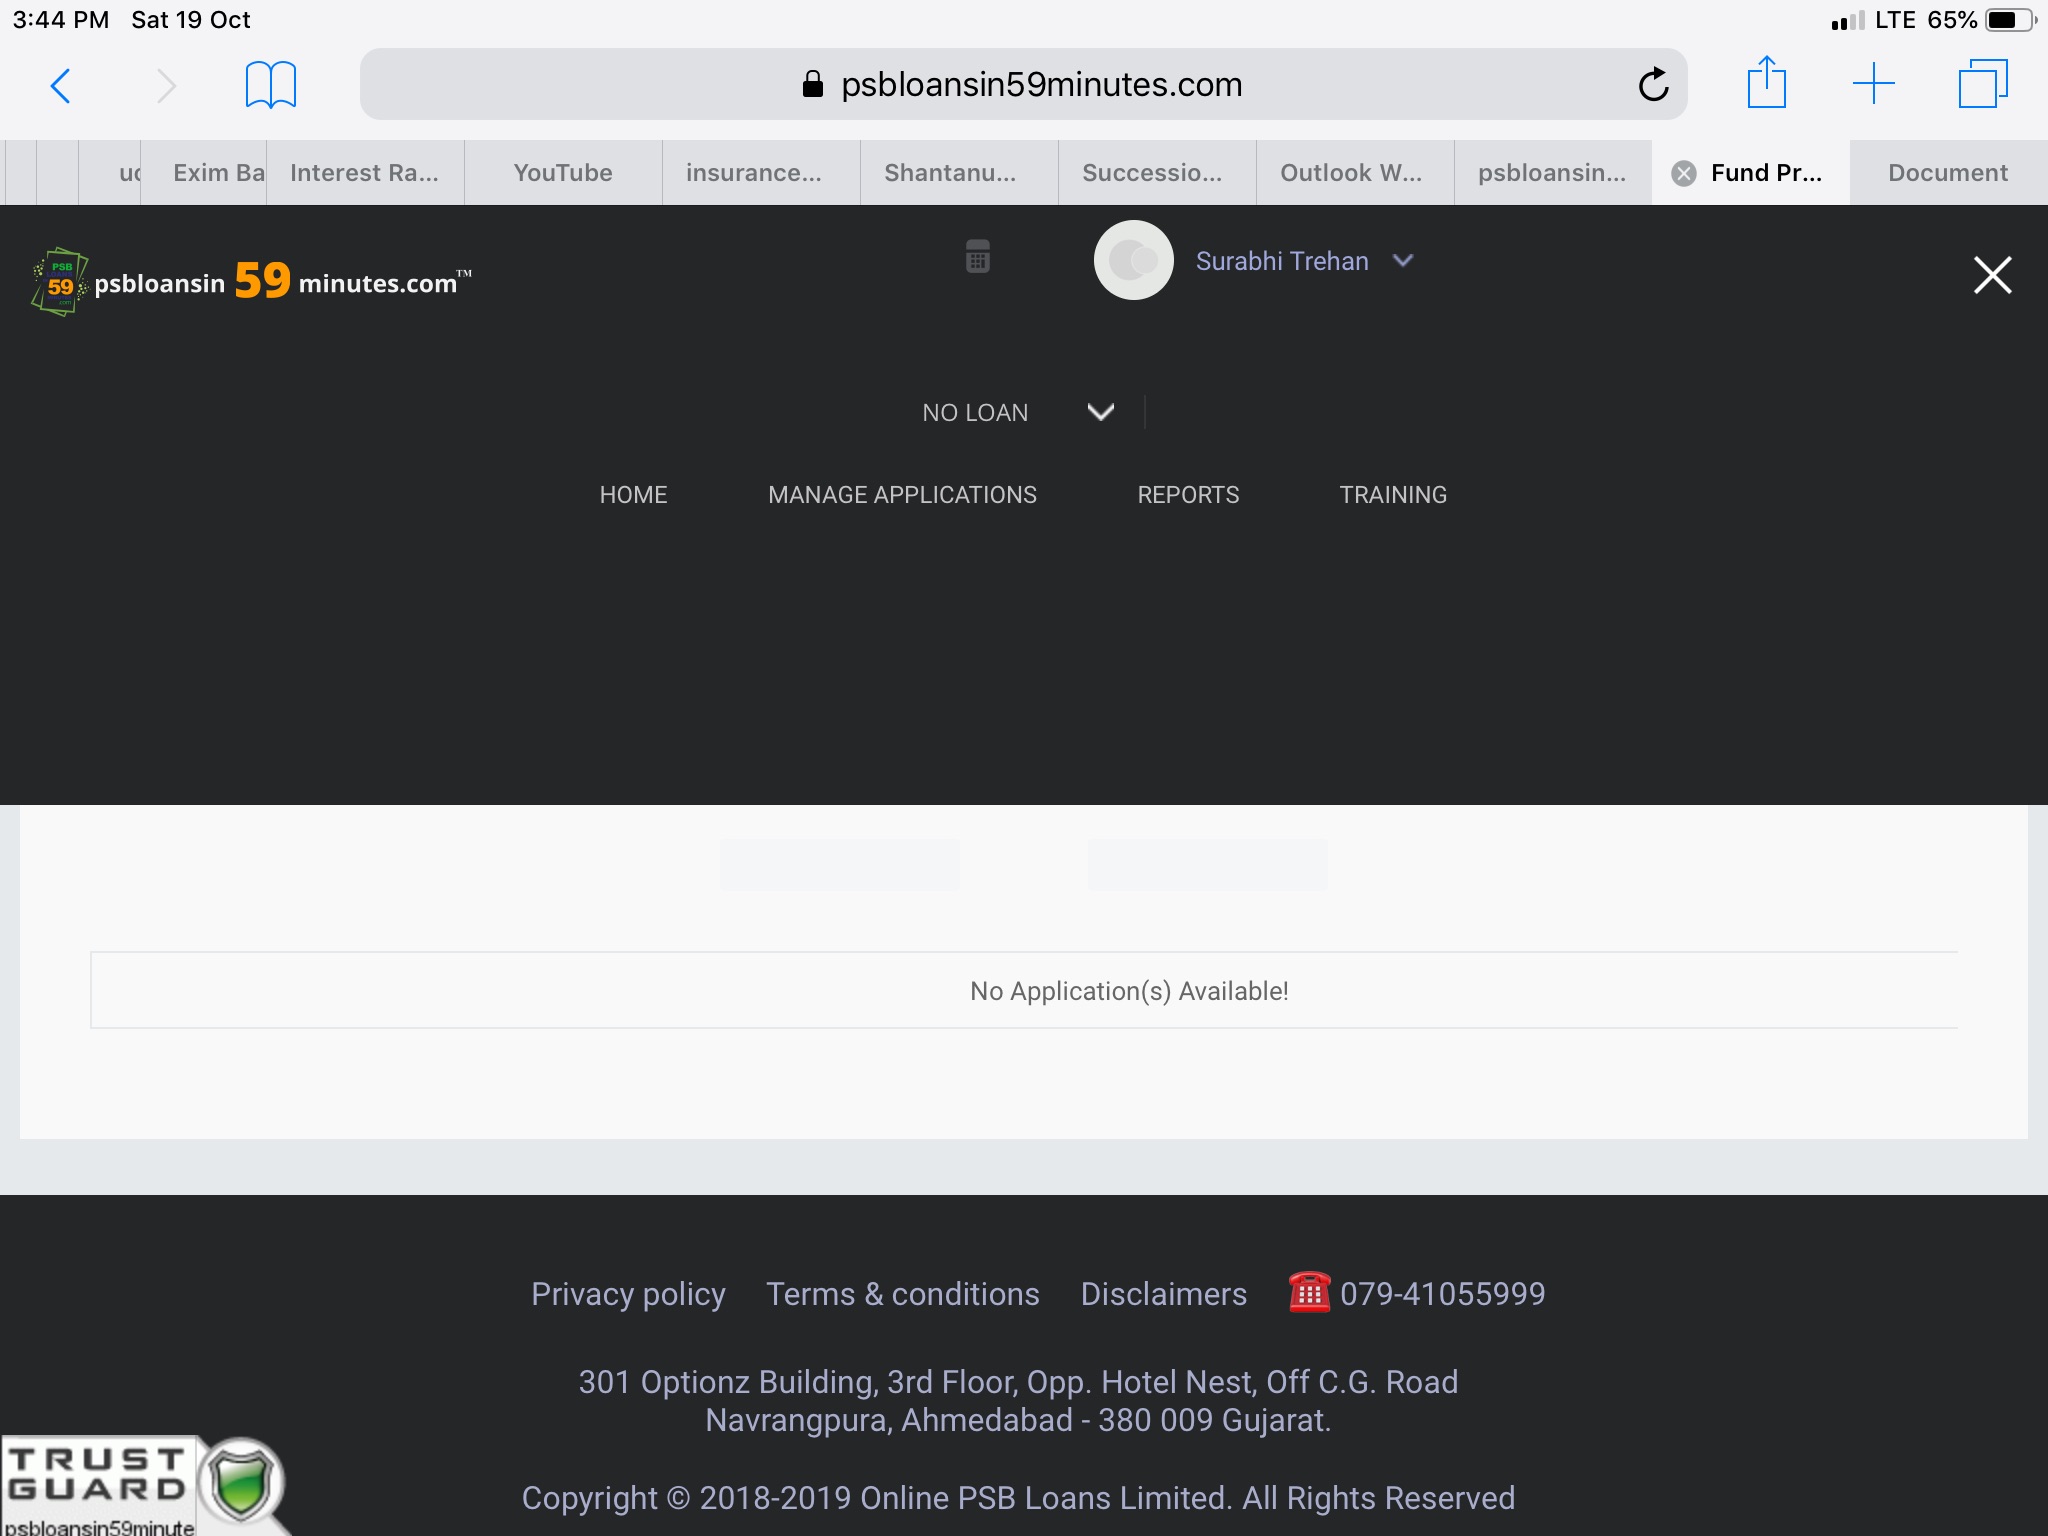 3:44 PM Sat 19 Oct
LTE 65%
psbloansin59minutes.com
uc Exim Ba Interest Ra... YouTube insurance... Shantanu... Successio... Outlook W... psbloansin... Fund Pr... Document
PSB
LOANS
59
.com
psbloansin 59 minutes.com™
Surabhi Trehan
NO LOAN
HOME MANAGE APPLICATIONS REPORTS TRAINING
No Application(s) Available!
Privacy policy Terms & conditions Disclaimers ☎️ 079-41055999
301 Optionz Building, 3rd Floor, Opp. Hotel Nest, Off C.G. Road
Navrangpura, Ahmedabad - 380 009 Gujarat.
Copyright © 2018-2019 Online PSB Loans Limited. All Rights Reserved
TRUST
GUARD
psbloansin59minute